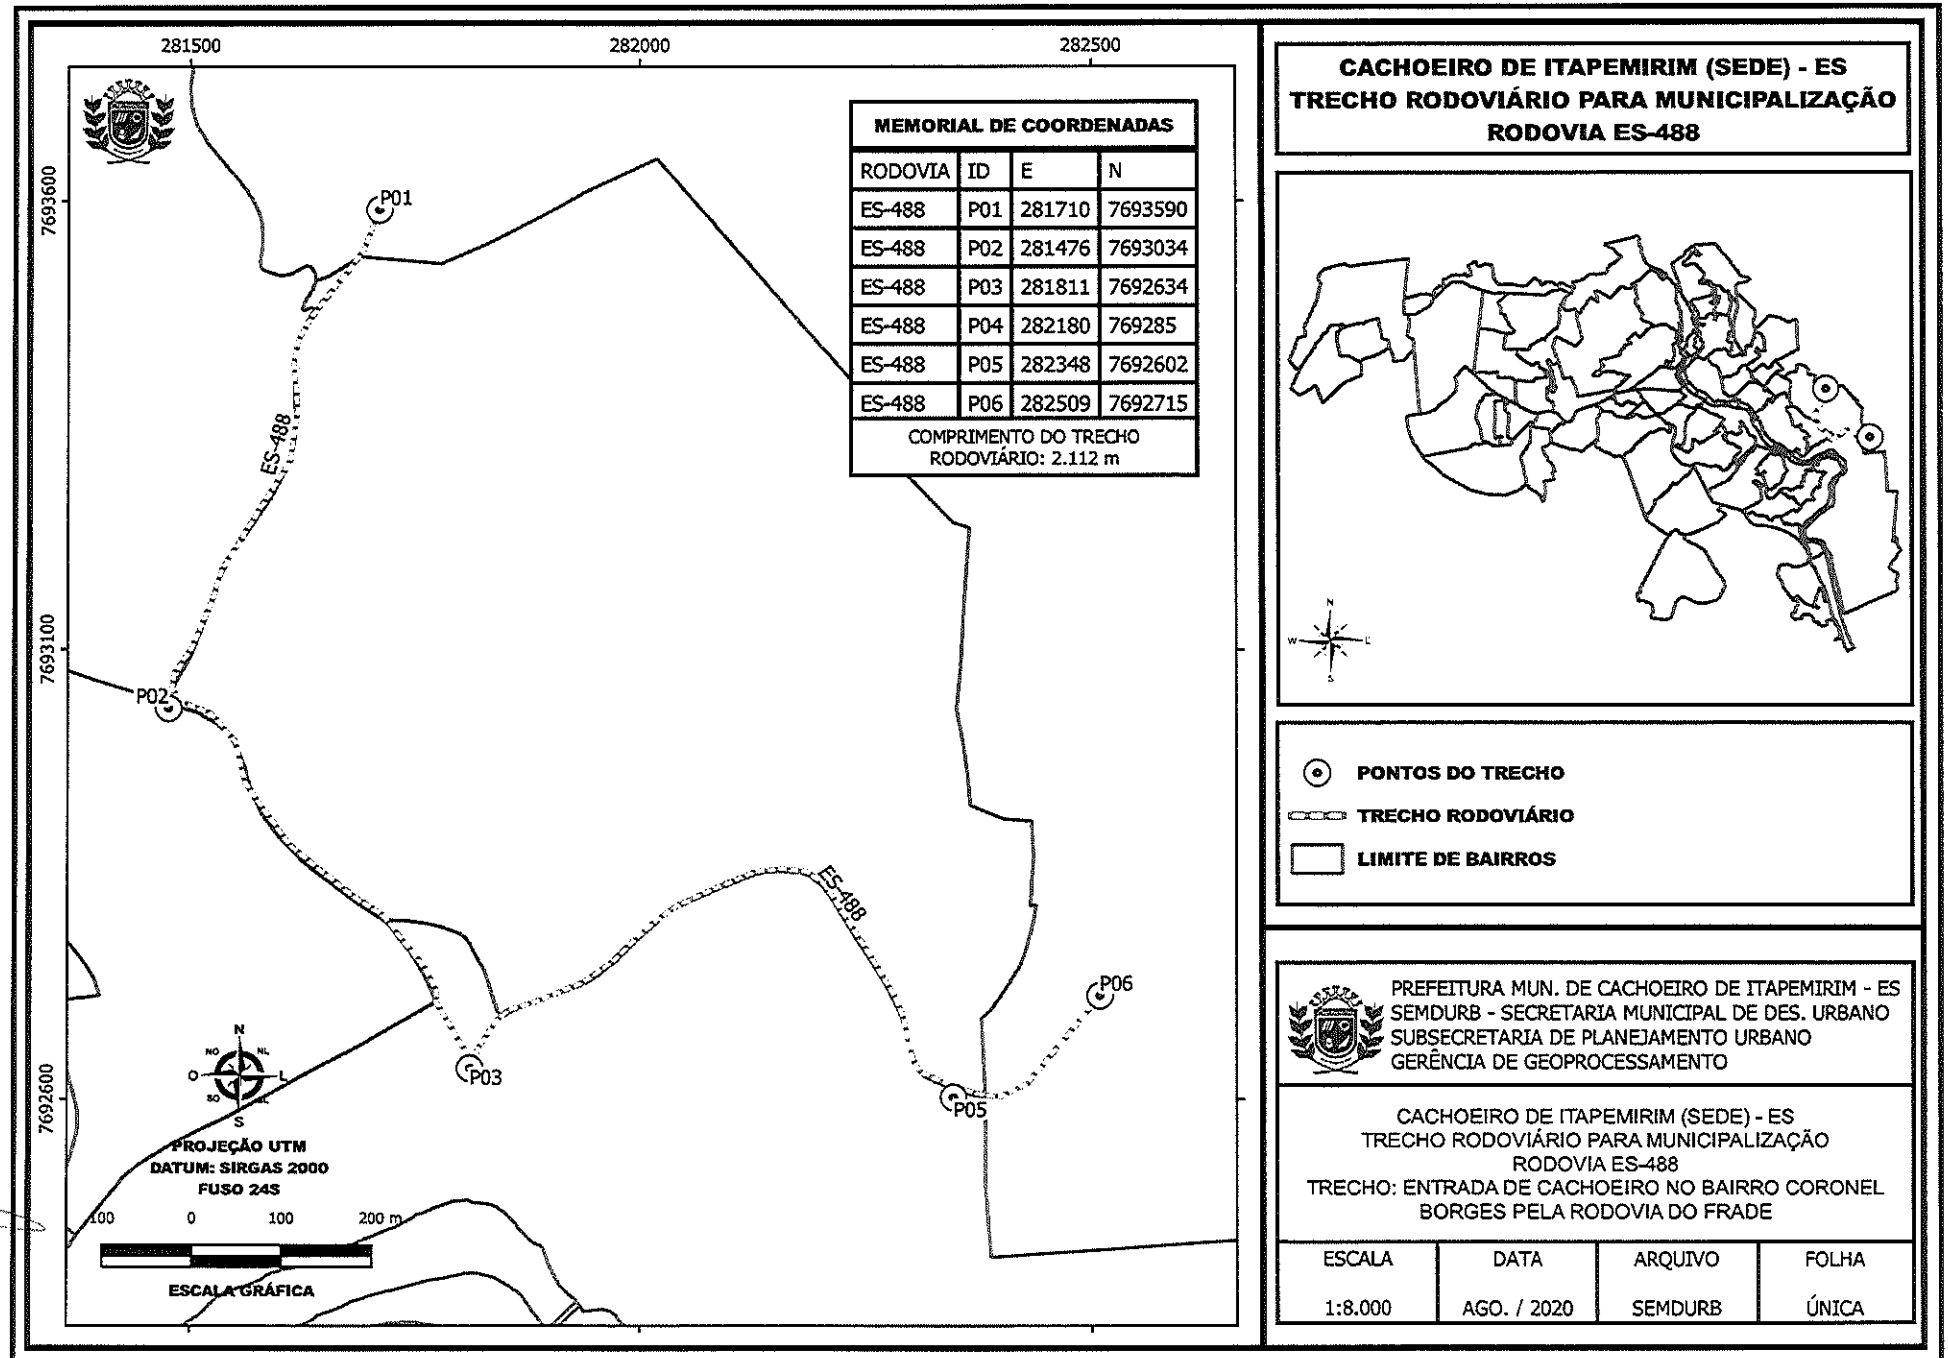 281500
282000
282500
7693600
7693100
7692600
P01
P02
P03
P05
P06
ES-488
ES-488
MEMORIAL DE COORDENADAS
RODOVIA ID E N
ES-488 P01 281710 7693590
ES-488 P02 281476 7693034
ES-488 P03 281811 7692634
ES-488 P04 282180 769285
ES-488 P05 282348 7692602
ES-488 P06 282509 7692715
COMPRIMENTO DO TRECHO
RODOVIÁRIO: 2.112 m
N
NO NL
O L
SO
S
PROJEÇÃO UTM
DATUM: SIRGAS 2000
FUSO 24S
100 0 100 200 m
ESCALA GRÁFICA
CACHOEIRO DE ITAPEMIRIM (SEDE) - ES
TRECHO RODOVIÁRIO PARA MUNICIPALIZAÇÃO
RODOVIA ES-488
N
W L
S
PONTOS DO TRECHO
TRECHO RODOVIÁRIO
LIMITE DE BAIRROS
PREFEITURA MUN. DE CACHOEIRO DE ITAPEMIRIM - ES
SEMDURB - SECRETARIA MUNICIPAL DE DES. URBANO
SUBSECRETARIA DE PLANEJAMENTO URBANO
GERÊNCIA DE GEOPROCESSAMENTO
CACHOEIRO DE ITAPEMIRIM (SEDE) - ES
TRECHO RODOVIÁRIO PARA MUNICIPALIZAÇÃO
RODOVIA ES-488
TRECHO: ENTRADA DE CACHOEIRO NO BAIRRO CORONEL
BORGES PELA RODOVIA DO FRADE
ESCALA DATA ARQUIVO FOLHA
1:8.000 AGO. / 2020 SEMDURB ÚNICA